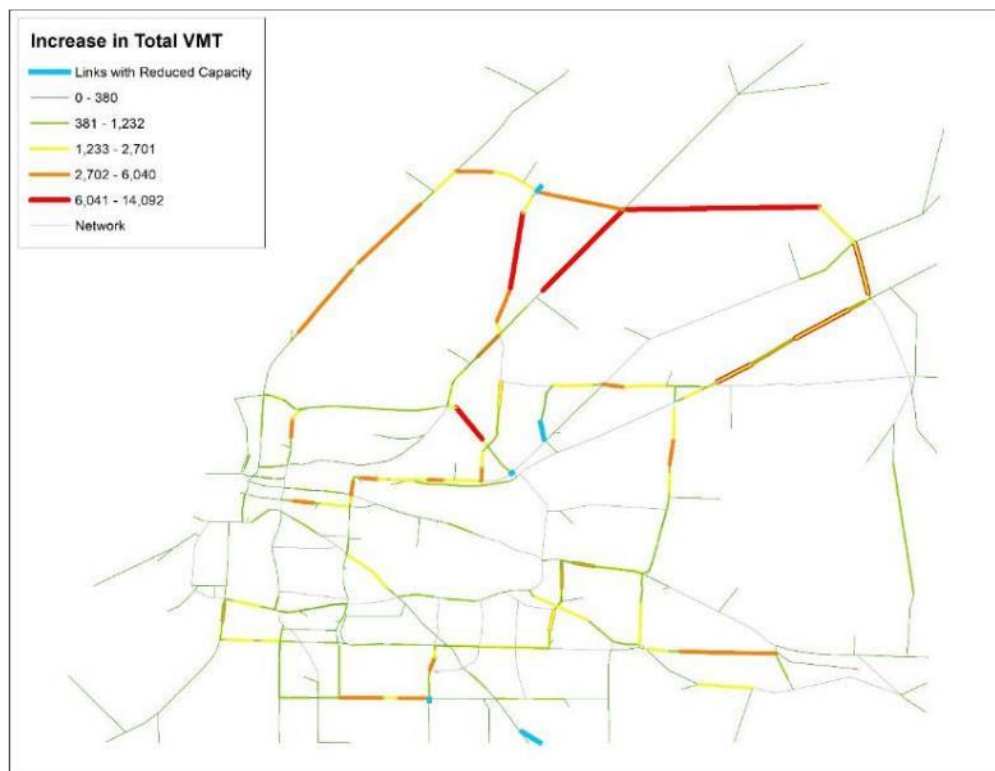 Increase in Total VMT
Links with Reduced Capacity
0 - 380
381 - 1,232
1,233 - 2,701
2,702 - 6,040
6,041 - 14,092
Network